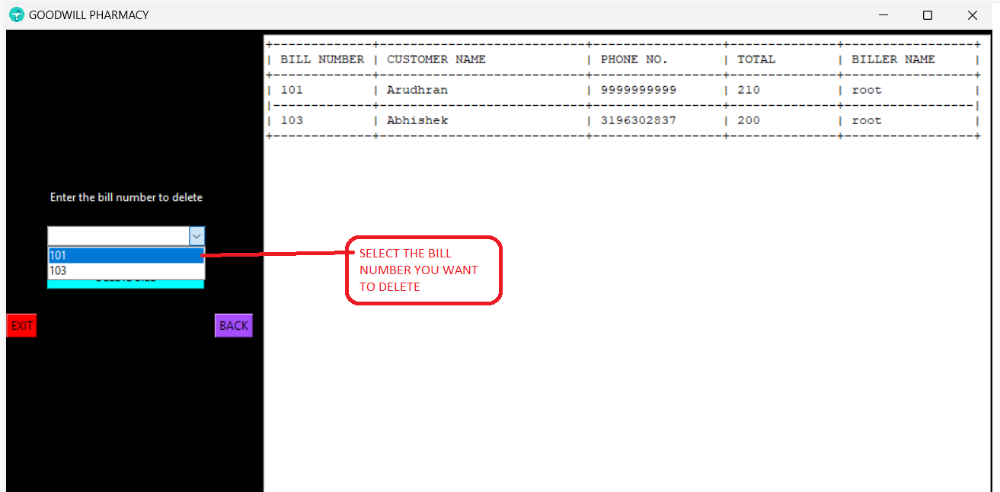 GOODWILL PHARMACY
+-------------+---------------------------+-----------------+--------------+-----------------+
| BILL NUMBER | CUSTOMER NAME | PHONE NO. | TOTAL | BILLER NAME |
+-------------+---------------------------+-----------------+--------------+-----------------+
| 101 | Arudhran | 9999999999 | 210 | root |
|-------------+---------------------------+-----------------+--------------+-----------------|
| 103 | Abhishek | 3196302837 | 200 | root |
+-------------+---------------------------+-----------------+--------------+-----------------+
Enter the bill number to delete
101
103
SELECT THE BILL
NUMBER YOU WANT
TO DELETE
EXIT
BACK